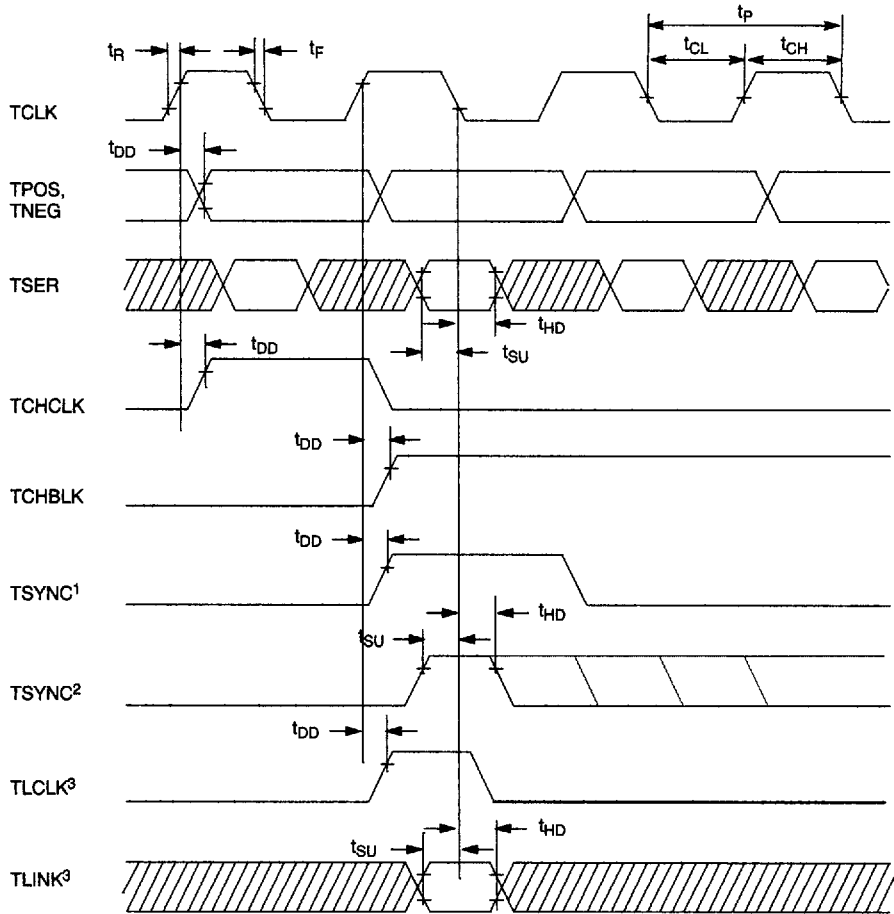 tP
tR
tF
tCL
tCH
TCLK
tDD
TPOS,
TNEG
TSER
tHD
tDD
tSU
TCHCLK
tDD
TCHBLK
tDD
TSYNC¹
tHD
tSU
TSYNC²
tDD
TLCLK³
tHD
tSU
TLINK³